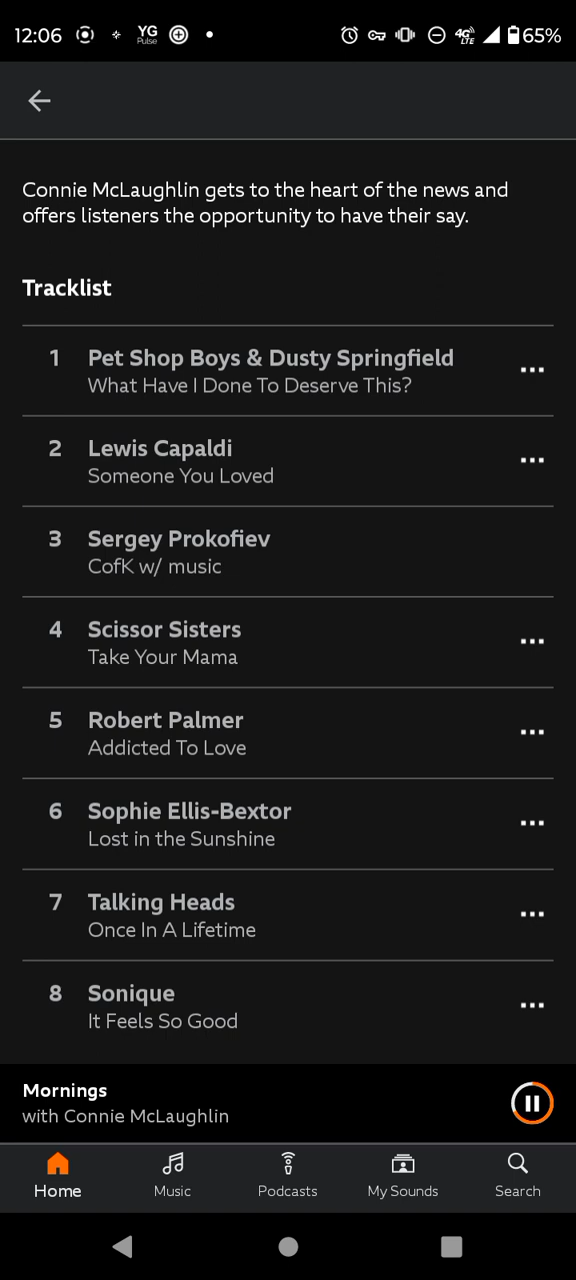 12:06 YG Pulse 4G LTE 65%
Connie McLaughlin gets to the heart of the news and
offers listeners the opportunity to have their say.
Tracklist
1 Pet Shop Boys & Dusty Springfield
What Have I Done To Deserve This?
2 Lewis Capaldi
Someone You Loved
3 Sergey Prokofiev
CofK w/ music
4 Scissor Sisters
Take Your Mama
5 Robert Palmer
Addicted To Love
6 Sophie Ellis-Bextor
Lost in the Sunshine
7 Talking Heads
Once In A Lifetime
8 Sonique
It Feels So Good
Mornings
with Connie McLaughlin
Home Music Podcasts My Sounds Search